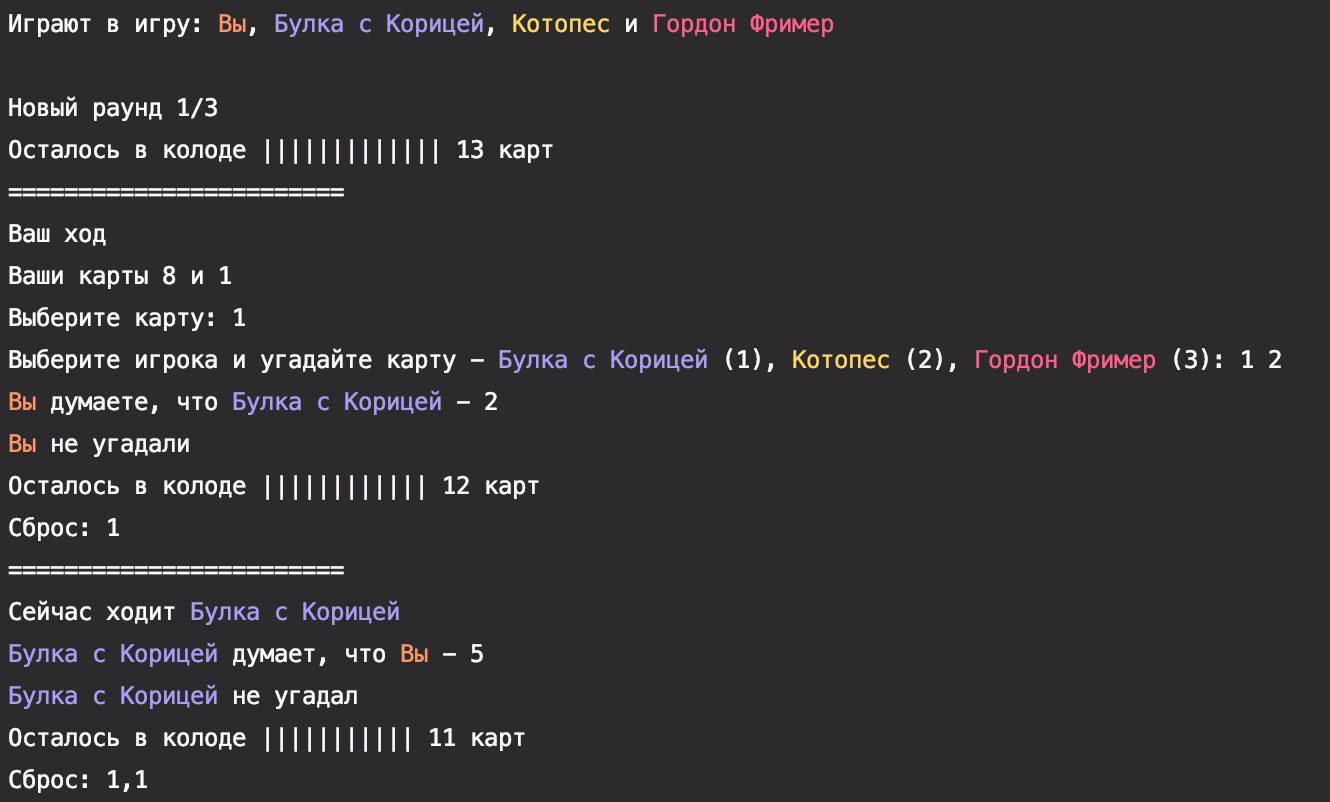 Играют в игру: Вы, Булка с Корицей, Котопес и Гордон Фример
Новый раунд 1/3
Осталось в колоде ||||||||||||| 13 карт
========================
Ваш ход
Ваши карты 8 и 1
Выберите карту: 1
Выберите игрока и угадайте карту – Булка с Корицей (1), Котопес (2), Гордон Фример (3): 1 2
Вы думаете, что Булка с Корицей – 2
Вы не угадали
Осталось в колоде |||||||||||| 12 карт
Сброс: 1
========================
Сейчас ходит Булка с Корицей
Булка с Корицей думает, что Вы – 5
Булка с Корицей не угадал
Осталось в колоде ||||||||||| 11 карт
Сброс: 1,1